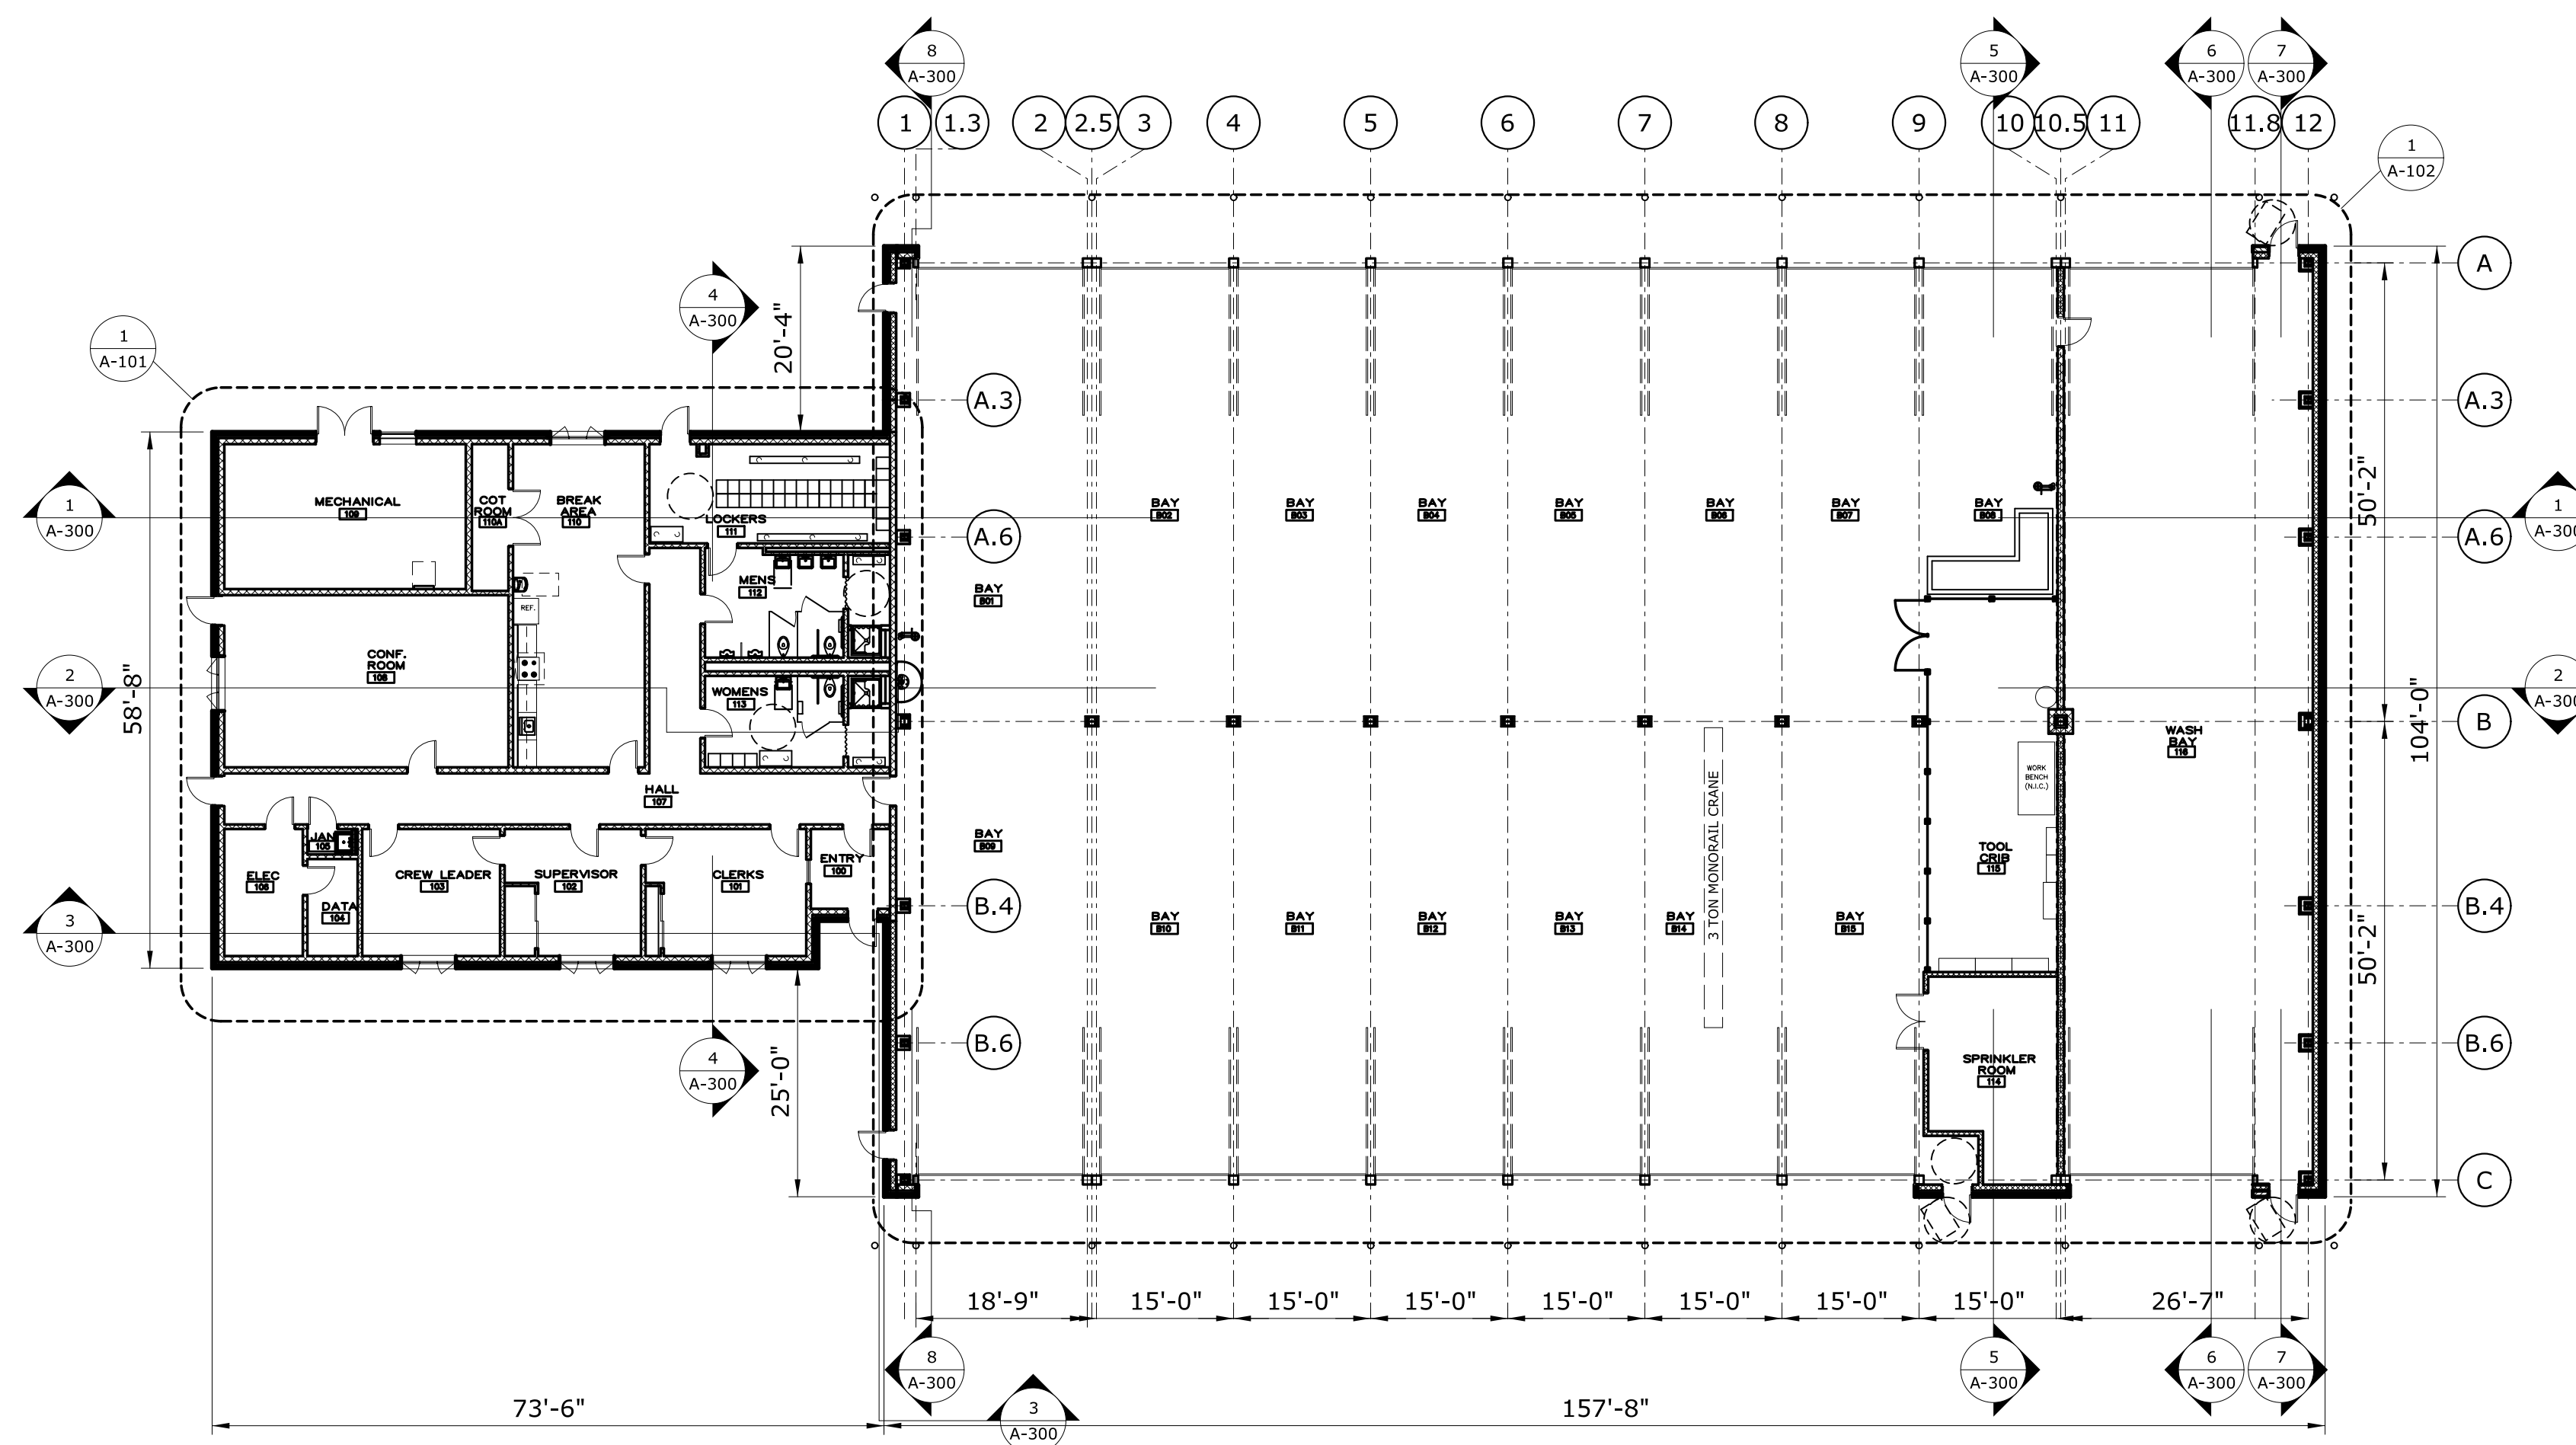 8
A-300
5
A-300
6
A-300
7
A-300
1
1.3
2
2.5
3
4
5
6
7
8
9
10
10.5
11
11.8
12
1
A-102
A
4
A-300
20'-4"
1
A-101
A.3
A.3
MECHANICAL
109
COT
ROOM
110A
BREAK
AREA
110
LOCKERS
111
BAY
B02
BAY
B03
BAY
B04
BAY
B05
BAY
B06
BAY
B07
BAY
B08
50'-2"
1
A-300
1
A-300
A.6
A.6
MENS
112
BAY
B01
REF.
CONF.
ROOM
108
2
A-300
58'-8"
WOMENS
113
2
A-300
104'-0"
B
WASH
BAY
116
WORK
BENCH
(N.I.C.)
HALL
107
3 TON MONORAIL CRANE
JAN
105
BAY
B09
ENTRY
100
TOOL
CRIB
115
ELEC
106
CREW LEADER
103
SUPERVISOR
102
CLERKS
101
DATA
104
B.4
B.4
BAY
B10
BAY
B11
BAY
B12
BAY
B13
BAY
B14
BAY
B15
3
A-300
50'-2"
B.6
B.6
4
A-300
25'-0"
SPRINKLER
ROOM
114
C
18'-9"
15'-0"
15'-0"
15'-0"
15'-0"
15'-0"
15'-0"
15'-0"
26'-7"
8
A-300
5
A-300
6
A-300
7
A-300
73'-6"
3
A-300
157'-8"